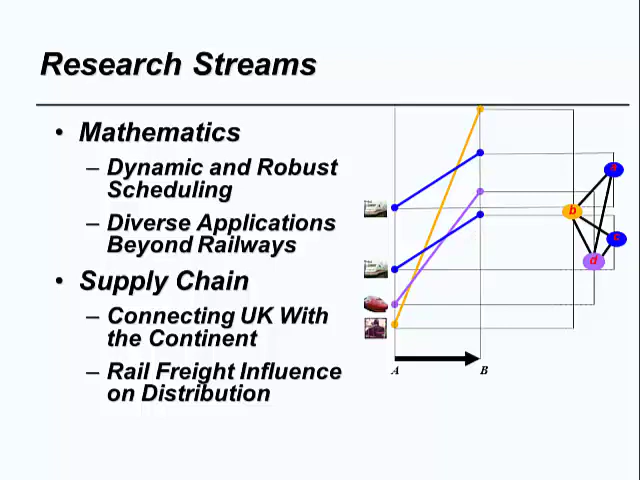 Research Streams
• Mathematics
– Dynamic and Robust
Scheduling
– Diverse Applications
Beyond Railways
• Supply Chain
– Connecting UK With
the Continent
– Rail Freight Influence
on Distribution
a
b
c
d
A B